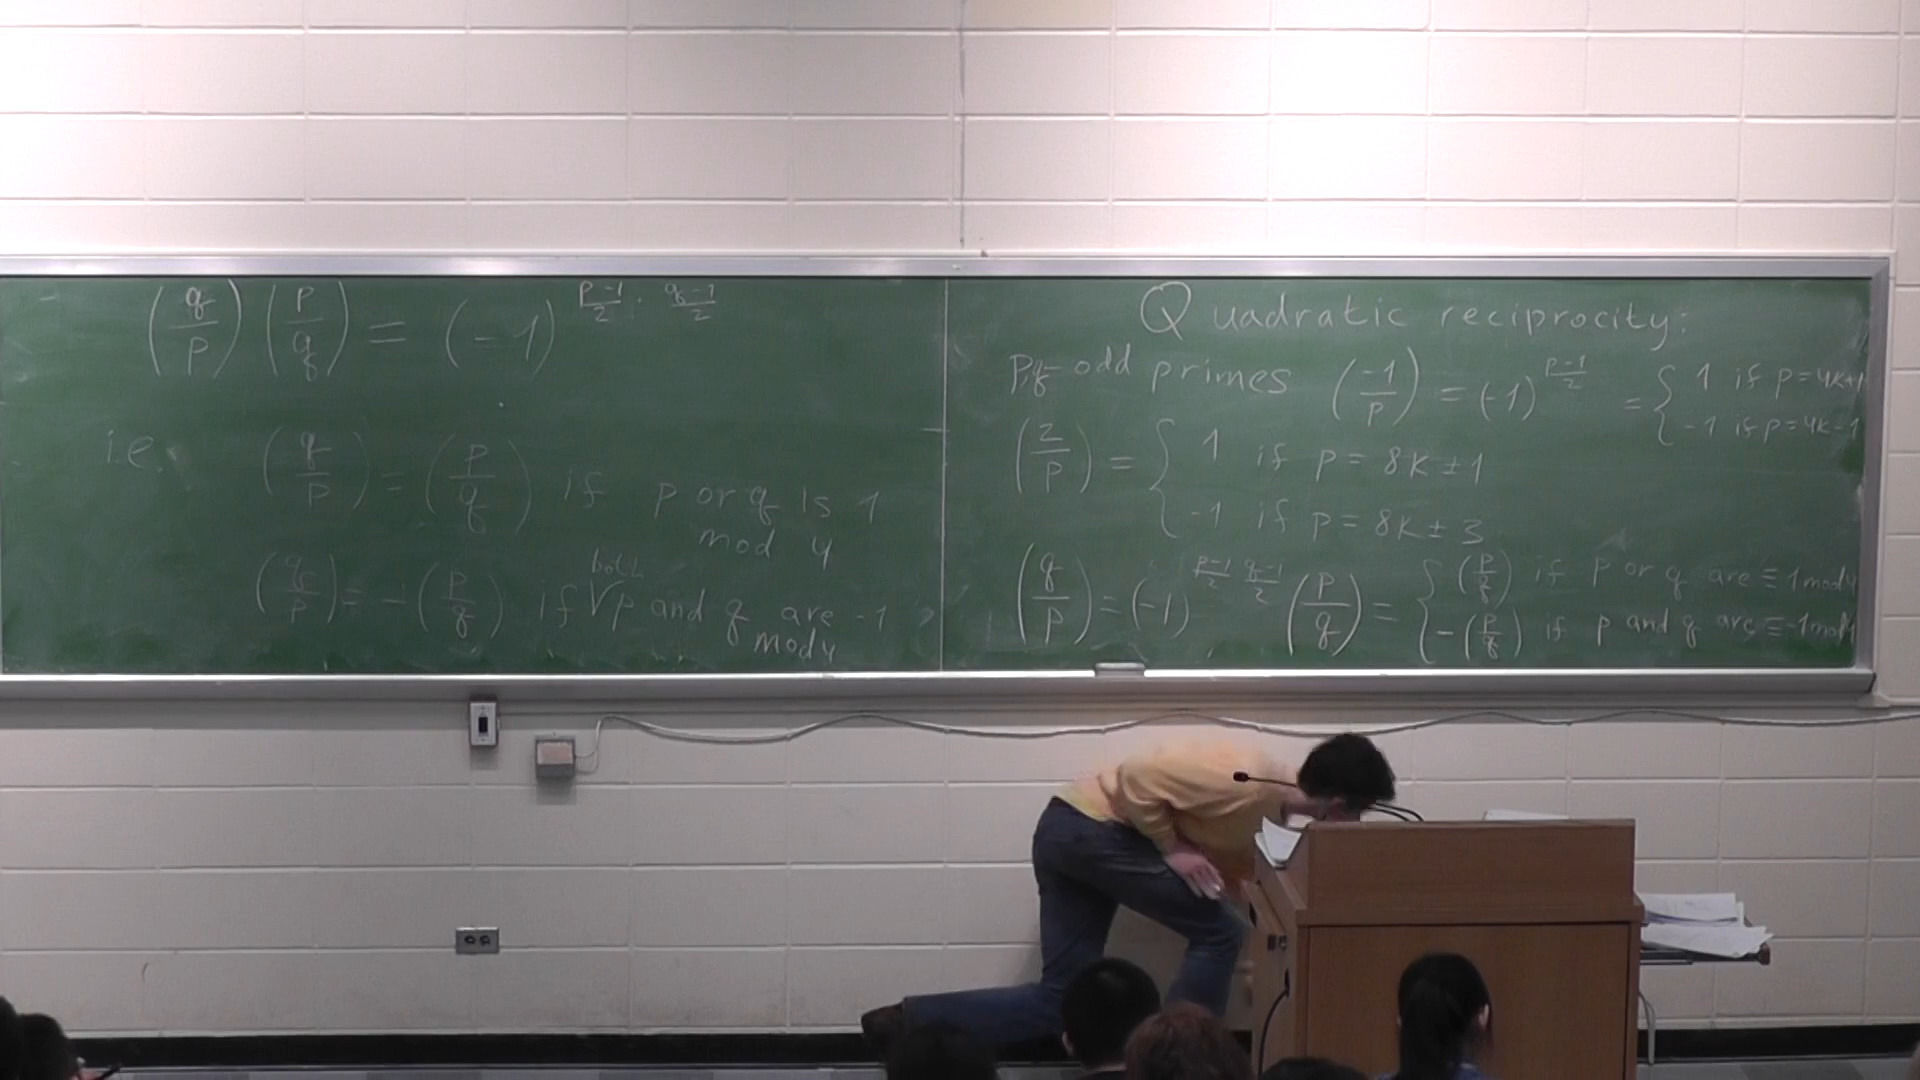 (q/p) (p/q) = (-1)^{p-1/2 · q-1/2}
i.e. (q/p) = (p/q) if p or q is 1
mod 4
(q/p) = -(p/q) if both p and q are -1
mod 4
Quadratic reciprocity:
p,q - odd primes (-1/p) = (-1)^{p-1/2} = { 1 if p = 4k+1
-1 if p = 4k-1
(2/p) = { 1 if p = 8k ± 1
-1 if p = 8k ± 3
(q/p) = (-1)^{p-1/2 q-1/2} (p/q) = { (p/q) if p or q are ≡ 1 mod 4
-(p/q) if p and q are ≡ -1 mod 4